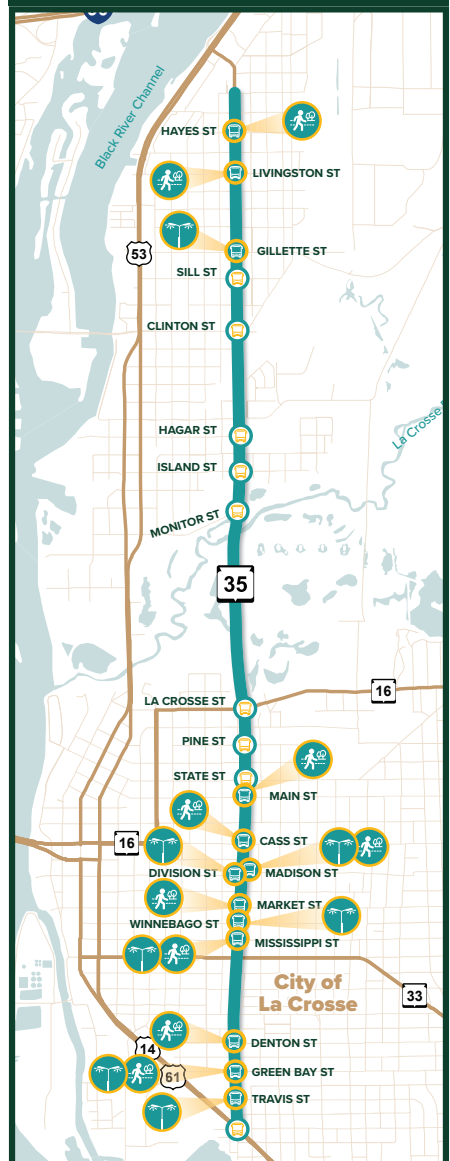 Black River Channel
HAYES ST
LIVINGSTON ST
GILLETTE ST
53
SILL ST
CLINTON ST
HAGAR ST
La Crosse
ISLAND ST
MONITOR ST
35
16
LA CROSSE ST
PINE ST
STATE ST
MAIN ST
16
CASS ST
DIVISION ST
MADISON ST
MARKET ST
WINNEBAGO ST
MISSISSIPPI ST
City of
La Crosse
33
DENTON ST
14
GREEN BAY ST
61
TRAVIS ST